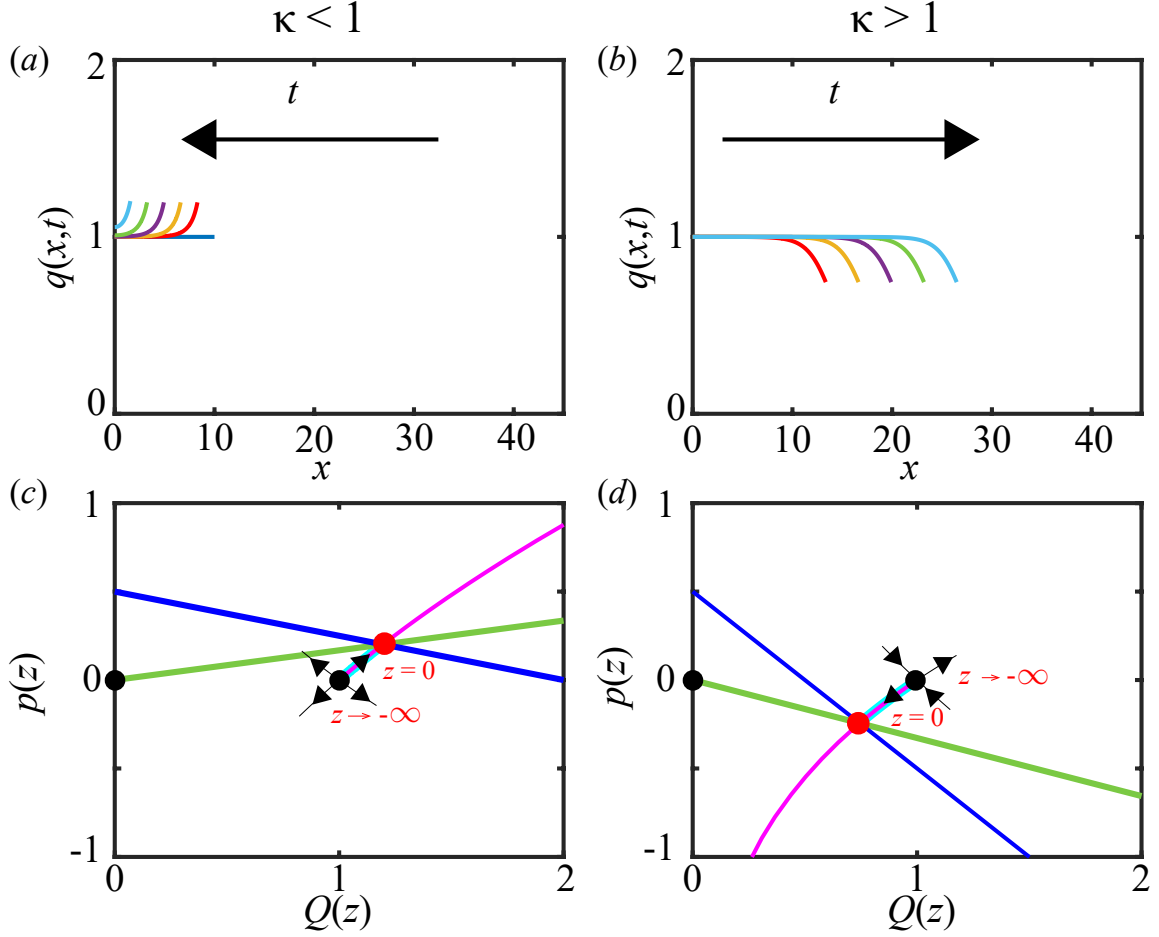 κ < 1
κ > 1
(a)
(b)
2
1
0
q(x,t)
t
0 10 20 30 40
x
2
1
0
q(x,t)
t
0 10 20 30 40
x
(c)
(d)
1
0
-1
p(z)
z = 0
z → -∞
0 1 2
Q(z)
1
0
-1
p(z)
z → -∞
z = 0
0 1 2
Q(z)